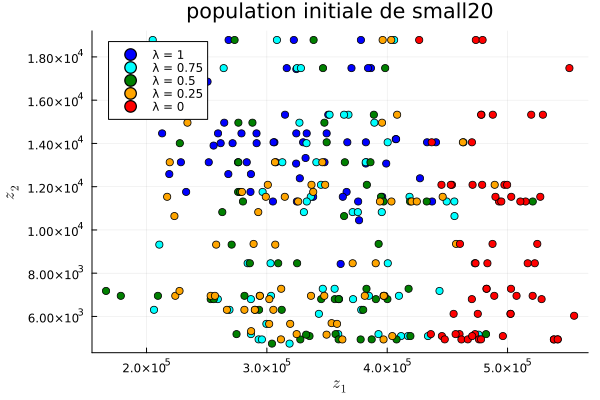 population initiale de small20
λ = 1
λ = 0.75
λ = 0.5
λ = 0.25
λ = 0
1.80×10⁴
1.60×10⁴
1.40×10⁴
1.20×10⁴
1.00×10⁴
8.00×10³
6.00×10³
z₂
2.0×10⁵ 3.0×10⁵ 4.0×10⁵ 5.0×10⁵
z₁